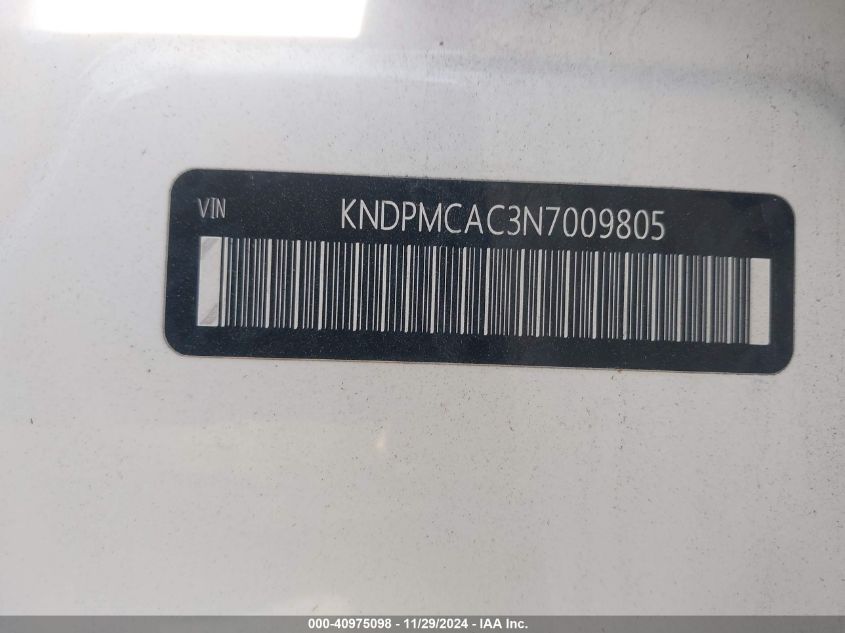 VIN KNDPMCAC3N7009805
000-40975098 - 11/29/2024 - IAA Inc.